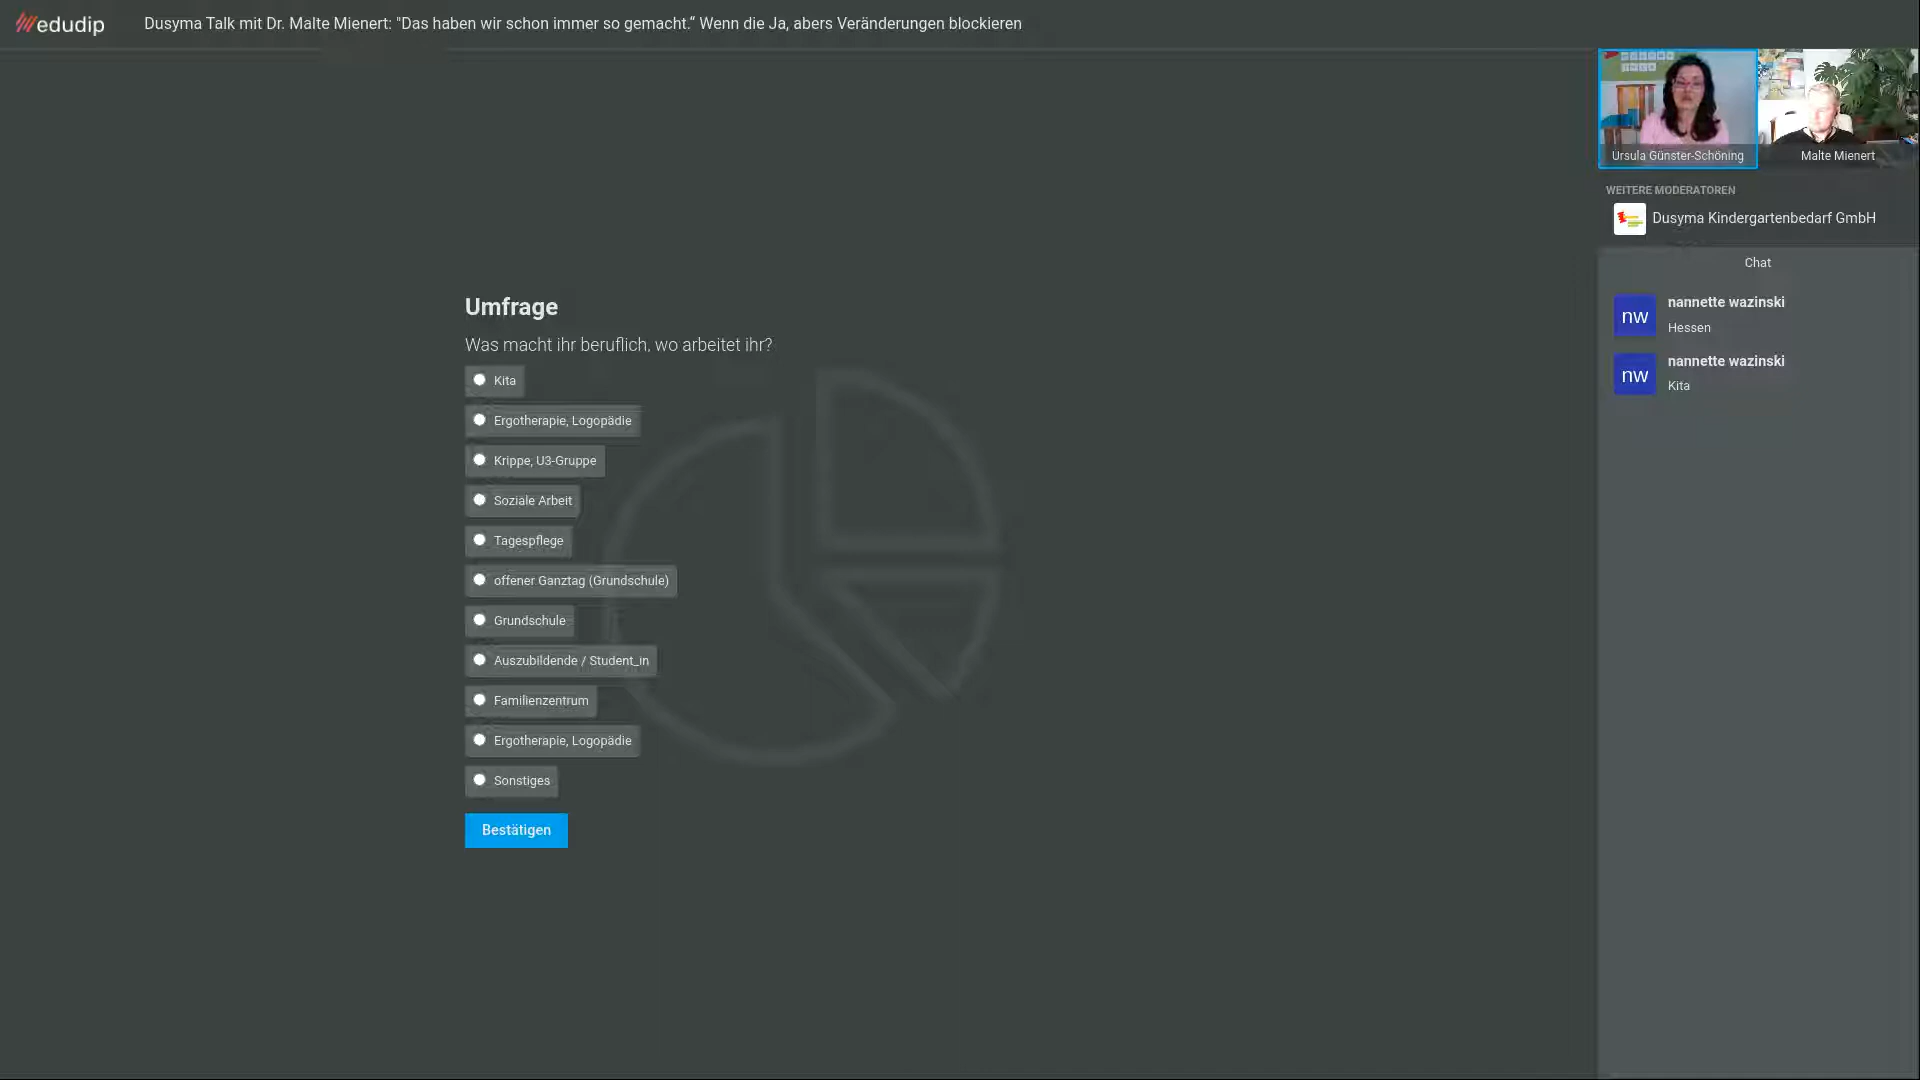 edudip
Dusyma Talk mit Dr. Malte Mienert: "Das haben wir schon immer so gemacht.“ Wenn die Ja, abers Veränderungen blockieren
Ursula Günster-Schöning
Malte Mienert
WEITERE MODERATOREN
Dusyma Kindergartenbedarf GmbH
Chat
nw
nannette wazinski
Hessen
nw
nannette wazinski
Kita
Umfrage
Was macht ihr beruflich, wo arbeitet ihr?
Kita
Ergotherapie, Logopädie
Krippe, U3-Gruppe
Soziale Arbeit
Tagespflege
offener Ganztag (Grundschule)
Grundschule
Auszubildende / Student_in
Familienzentrum
Ergotherapie, Logopädie
Sonstiges
Bestätigen